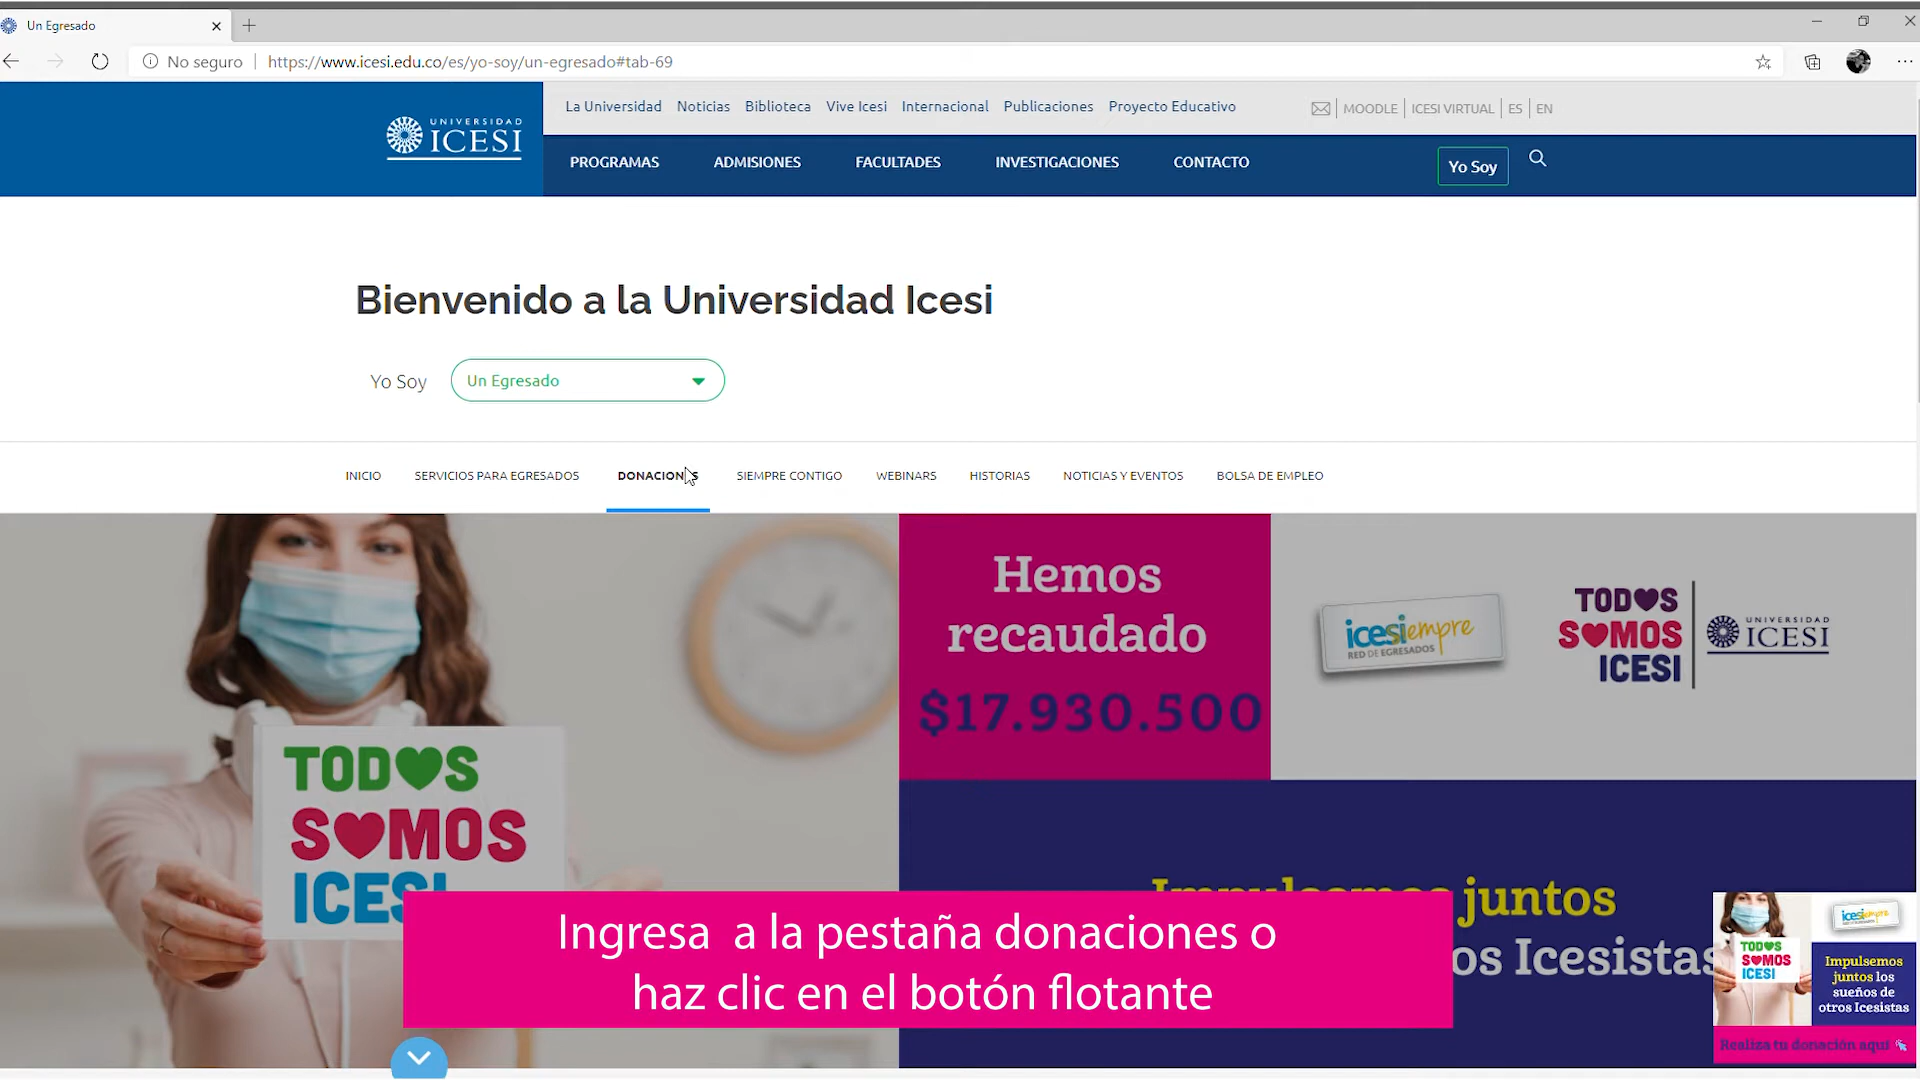 Un Egresado
No seguro
https://www.icesi.edu.co/es/yo-soy/un-egresado#tab-69
La Universidad Noticias Biblioteca Vive Icesi Internacional Publicaciones Proyecto Educativo
MOODLE ICESI VIRTUAL ES EN
UNIVERSIDAD
ICESI
PROGRAMAS ADMISIONES FACULTADES INVESTIGACIONES CONTACTO
Yo Soy
Bienvenido a la Universidad Icesi
Yo Soy
Un Egresado
INICIO SERVICIOS PARA EGRESADOS DONACIONES SIEMPRE CONTIGO WEBINARS HISTORIAS NOTICIAS Y EVENTOS BOLSA DE EMPLEO
TODOS
SOMOS
ICESI
Hemos
recaudado
$17.930.500
icesiempre
RED DE EGRESADOS
TODOS
SOMOS
ICESI
UNIVERSIDAD
ICESI
Impulsemos juntos
os Icesistas
Ingresa a la pestaña donaciones o
haz clic en el botón flotante
TODOS
SOMOS
ICESI
icesiempre
Impulsemos
juntos los
sueños de
otros Icesistas
Realiza tu donación aquí